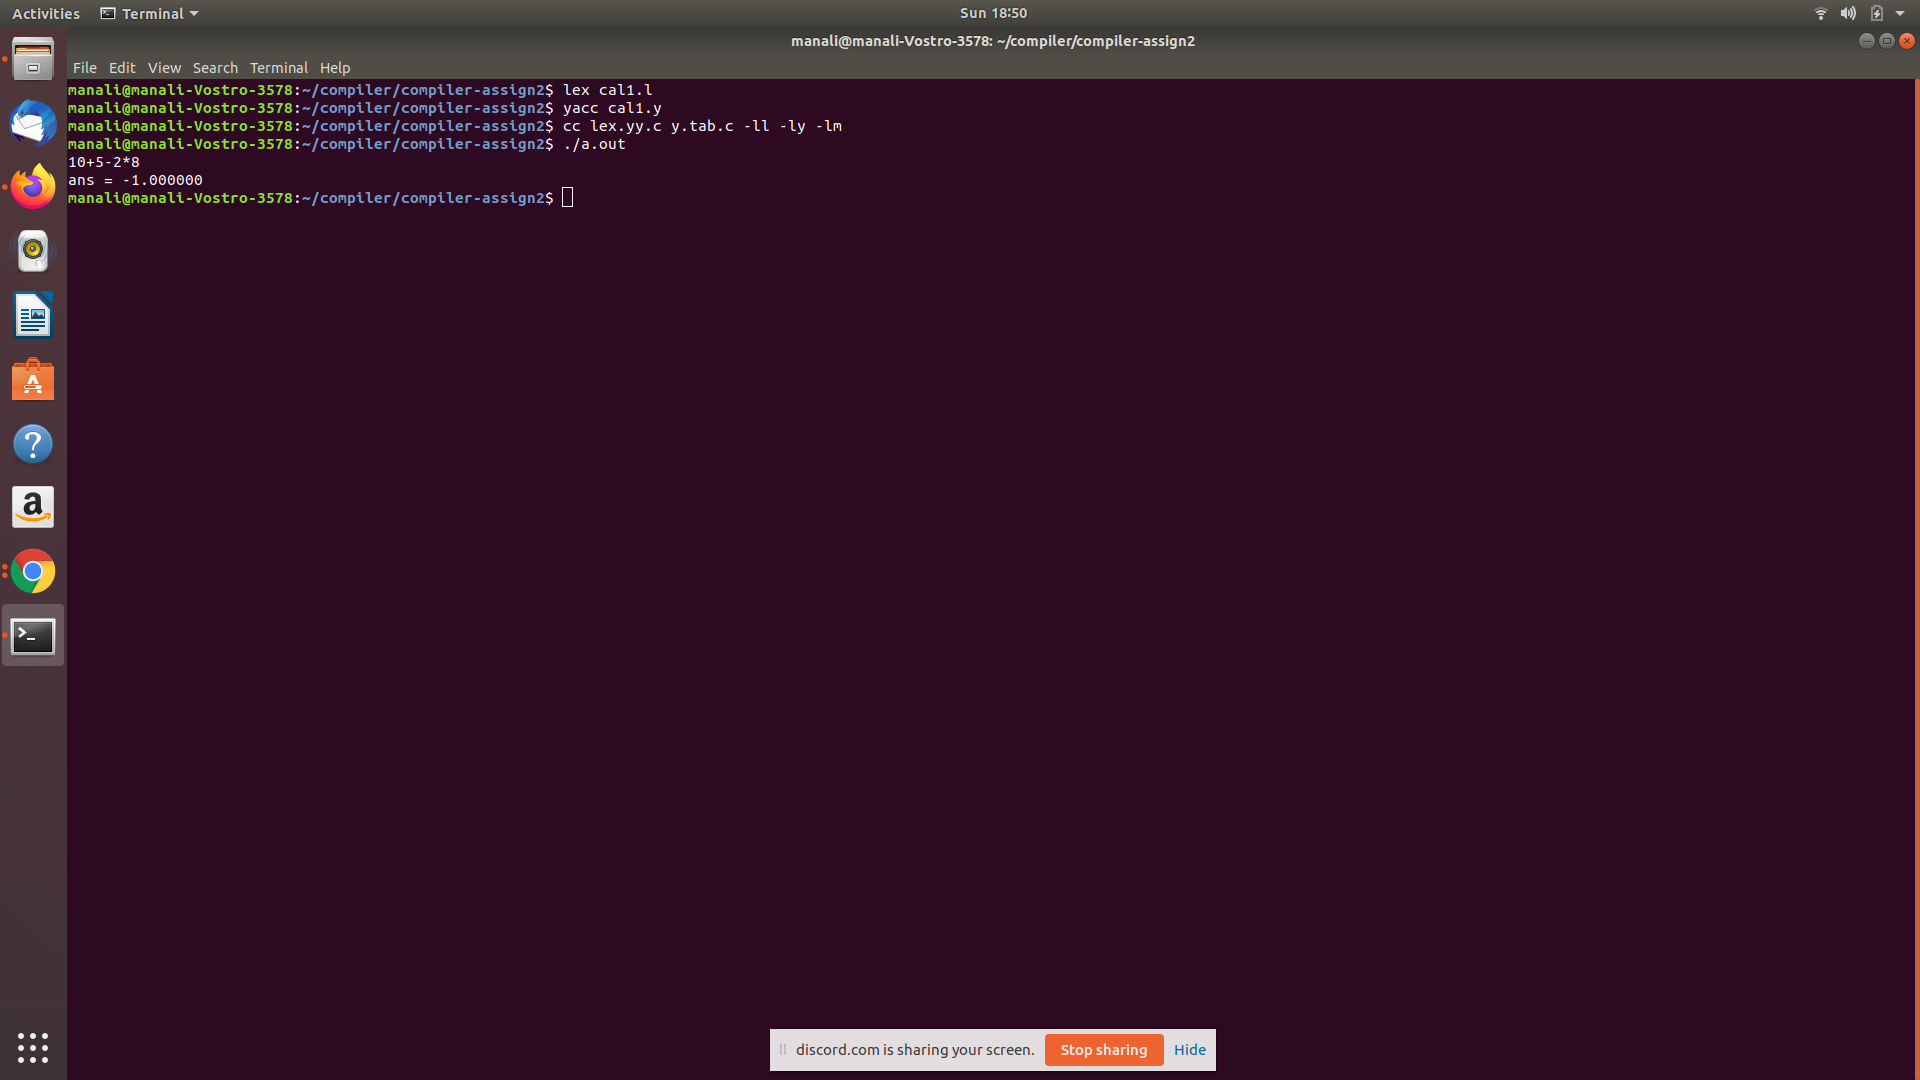 Activities Terminal Sun 18:50
manali@manali-Vostro-3578: ~/compiler/compiler-assign2
File Edit View Search Terminal Help
manali@manali-Vostro-3578:~/compiler/compiler-assign2$ lex cal1.l
manali@manali-Vostro-3578:~/compiler/compiler-assign2$ yacc cal1.y
manali@manali-Vostro-3578:~/compiler/compiler-assign2$ cc lex.yy.c y.tab.c -ll -ly -lm
manali@manali-Vostro-3578:~/compiler/compiler-assign2$ ./a.out
10+5-2*8
ans = -1.000000
manali@manali-Vostro-3578:~/compiler/compiler-assign2$
discord.com is sharing your screen. Stop sharing Hide